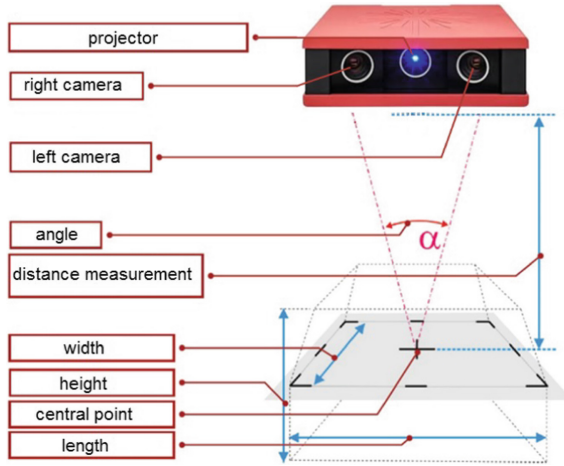 projector
right camera
left camera
angle
α
distance measurement
width
height
central point
length